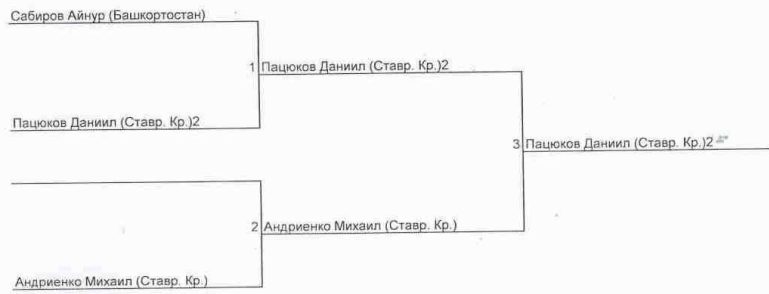 Сабиров Айнур (Башкортостан)
1 Пацюков Даниил (Ставр. Кр.)2
Пацюков Даниил (Ставр. Кр.)2
3 Пацюков Даниил (Ставр. Кр.)2
2 Андриенко Михаил (Ставр. Кр.)
Андриенко Михаил (Ставр. Кр.)